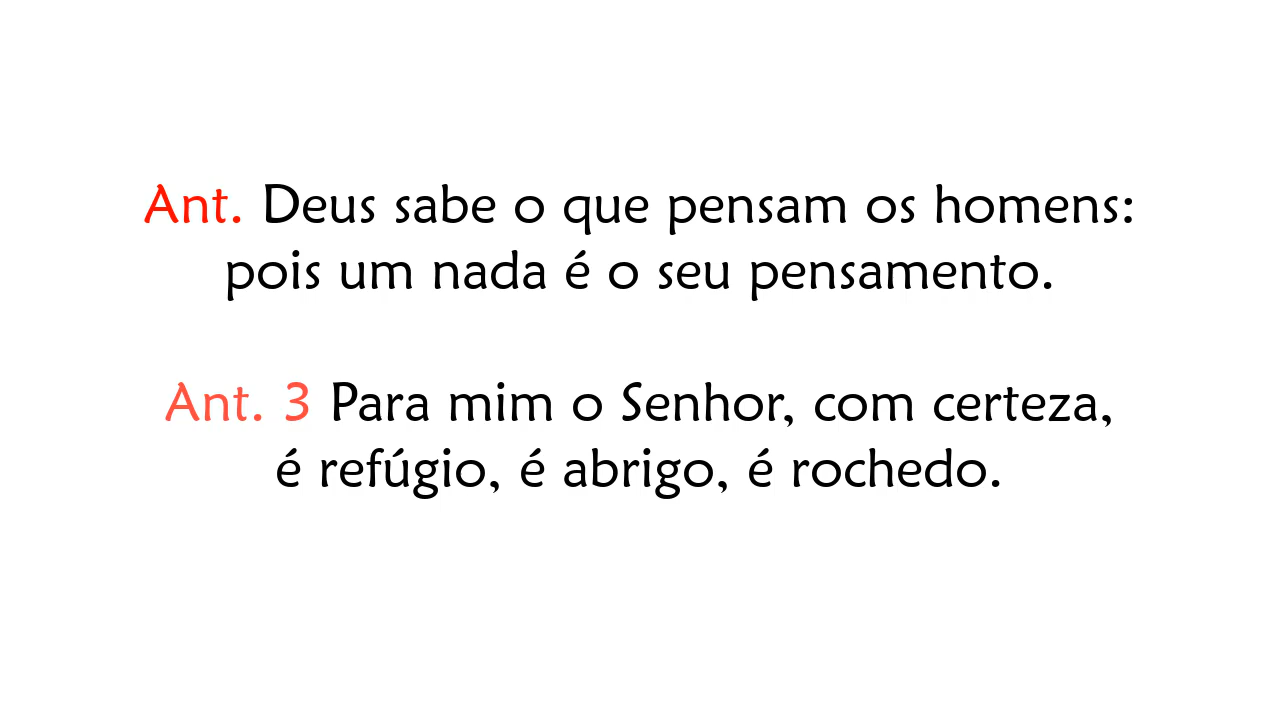 Ant. Deus sabe o que pensam os homens:
pois um nada é o seu pensamento.
Ant. 3 Para mim o Senhor, com certeza,
é refúgio, é abrigo, é rochedo.